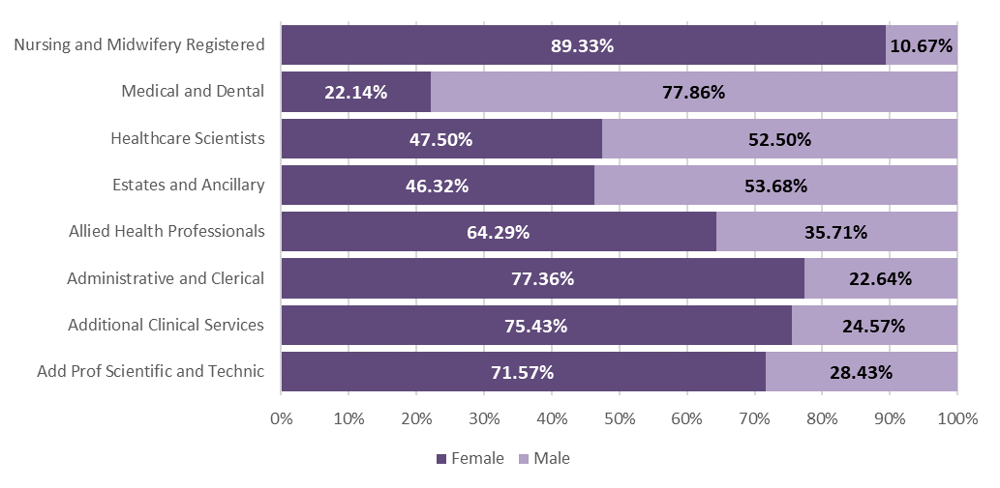 Nursing and Midwifery Registered 89.33% 10.67%
Medical and Dental 22.14% 77.86%
Healthcare Scientists 47.50% 52.50%
Estates and Ancillary 46.32% 53.68%
Allied Health Professionals 64.29% 35.71%
Administrative and Clerical 77.36% 22.64%
Additional Clinical Services 75.43% 24.57%
Add Prof Scientific and Technic 71.57% 28.43%
0% 10% 20% 30% 40% 50% 60% 70% 80% 90% 100%
Female Male